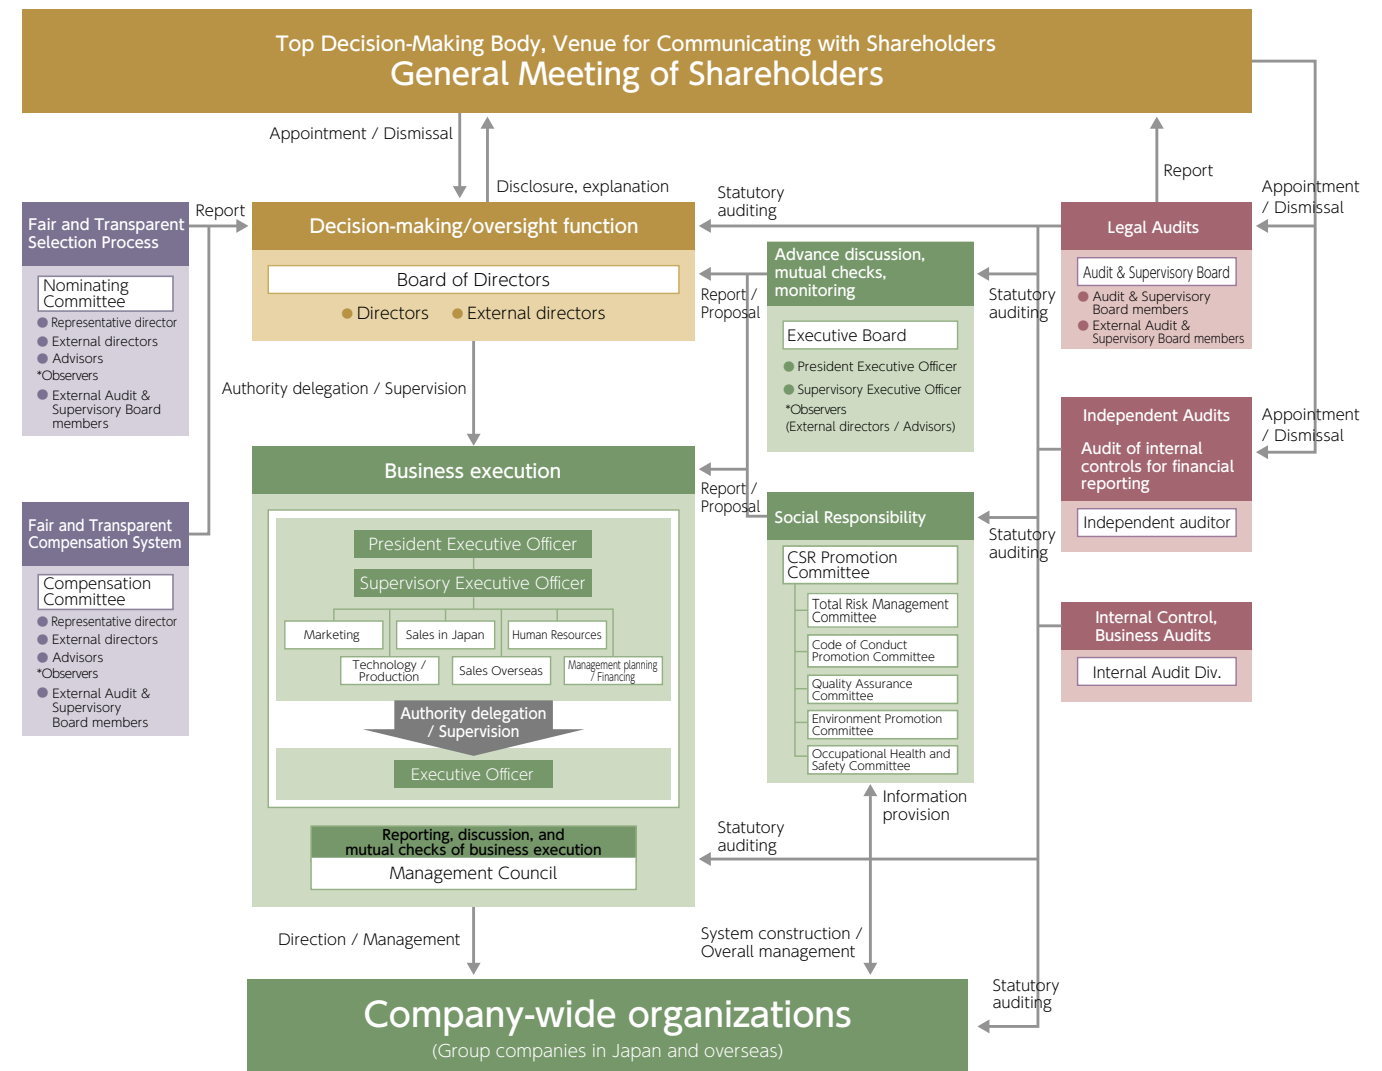 Top Decision-Making Body, Venue for Communicating with Shareholders
General Meeting of Shareholders
Appointment / Dismissal
Disclosure, explanation
Report
Appointment
/ Dismissal
Fair and Transparent
Selection Process
Nominating
Committee
Representative director
External directors
Advisors
*Observers
External Audit &
Supervisory Board
members
Report
Decision-making/oversight function
Board of Directors
Directors
External directors
Statutory
auditing
Advance discussion,
mutual checks,
monitoring
Executive Board
President Executive Officer
Supervisory Executive Officer
*Observers
(External directors / Advisors)
Report /
Proposal
Statutory
auditing
Legal Audits
Audit & Supervisory Board
Audit & Supervisory
Board members
External Audit &
Supervisory Board members
Authority delegation / Supervision
Independent Audits
Audit of internal
controls for financial
reporting
Independent auditor
Appointment
/ Dismissal
Fair and Transparent
Compensation System
Compensation
Committee
Representative director
External directors
Advisors
*Observers
External Audit &
Supervisory
Board members
Business execution
President Executive Officer
Supervisory Executive Officer
Marketing
Sales in Japan
Human Resources
Technology /
Production
Sales Overseas
Management planning
/ Financing
Authority delegation
/ Supervision
Executive Officer
Reporting, discussion, and
mutual checks of business execution
Management Council
Report /
Proposal
Social Responsibility
CSR Promotion
Committee
Total Risk Management
Committee
Code of Conduct
Promotion Committee
Quality Assurance
Committee
Environment Promotion
Committee
Occupational Health and
Safety Committee
Statutory
auditing
Internal Control,
Business Audits
Internal Audit Div.
Information
provision
Statutory
auditing
Direction / Management
System construction /
Overall management
Statutory
auditing
Company-wide organizations
(Group companies in Japan and overseas)